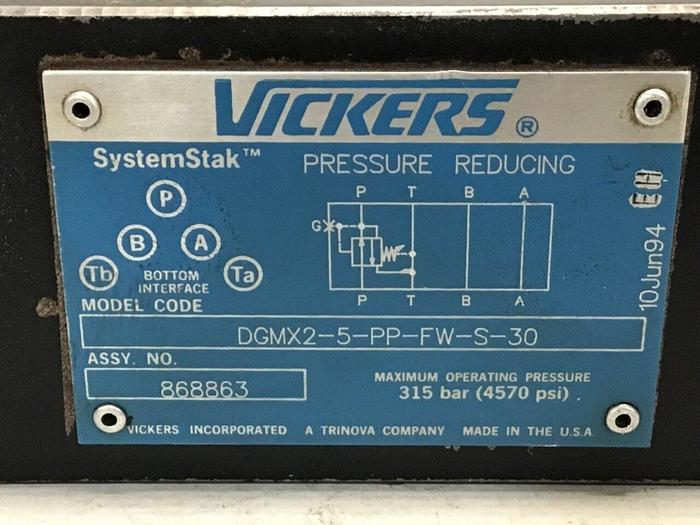 VICKERS®
SystemStak™ PRESSURE REDUCING
P T B A
P
G
B A
Tb Ta
BOTTOM
INTERFACE
P T B A
10Jun94
MODEL CODE
DGMX2-5-PP-FW-S-30
ASSY. NO.
868863
MAXIMUM OPERATING PRESSURE
315 bar (4570 psi)
VICKERS INCORPORATED A TRINOVA COMPANY MADE IN THE U.S.A.